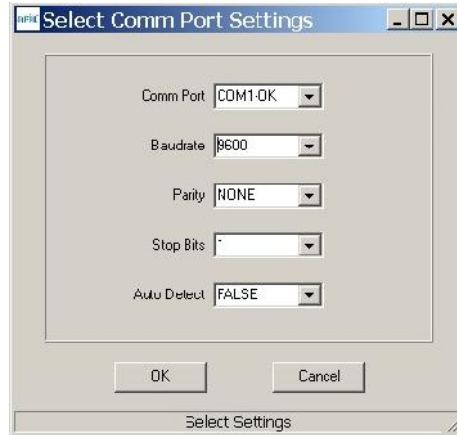 Select Comm Port Settings
Comm Port COM1-OK
Baudrate 9600
Parity NONE
Stop Bits
Auto Detect FALSE
OK Cancel
Select Settings